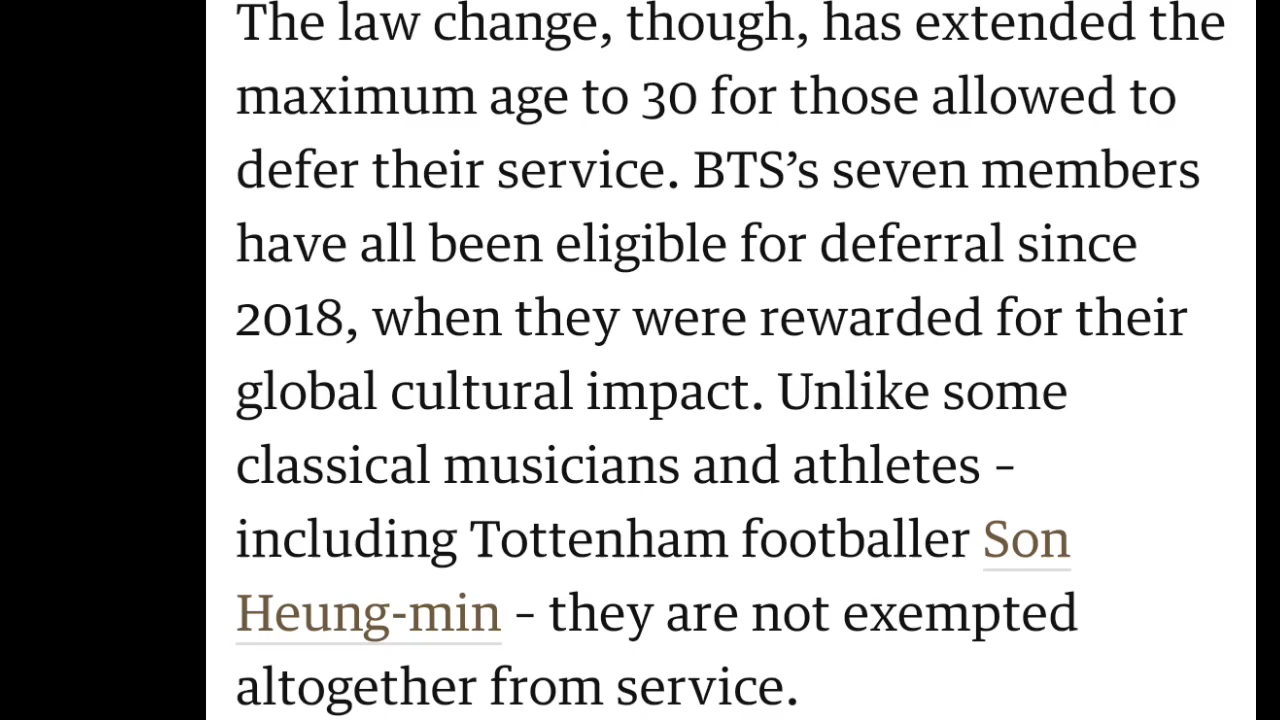 The law change, though, has extended the
maximum age to 30 for those allowed to
defer their service. BTS’s seven members
have all been eligible for deferral since
2018, when they were rewarded for their
global cultural impact. Unlike some
classical musicians and athletes –
including Tottenham footballer Son
Heung-min – they are not exempted
altogether from service.